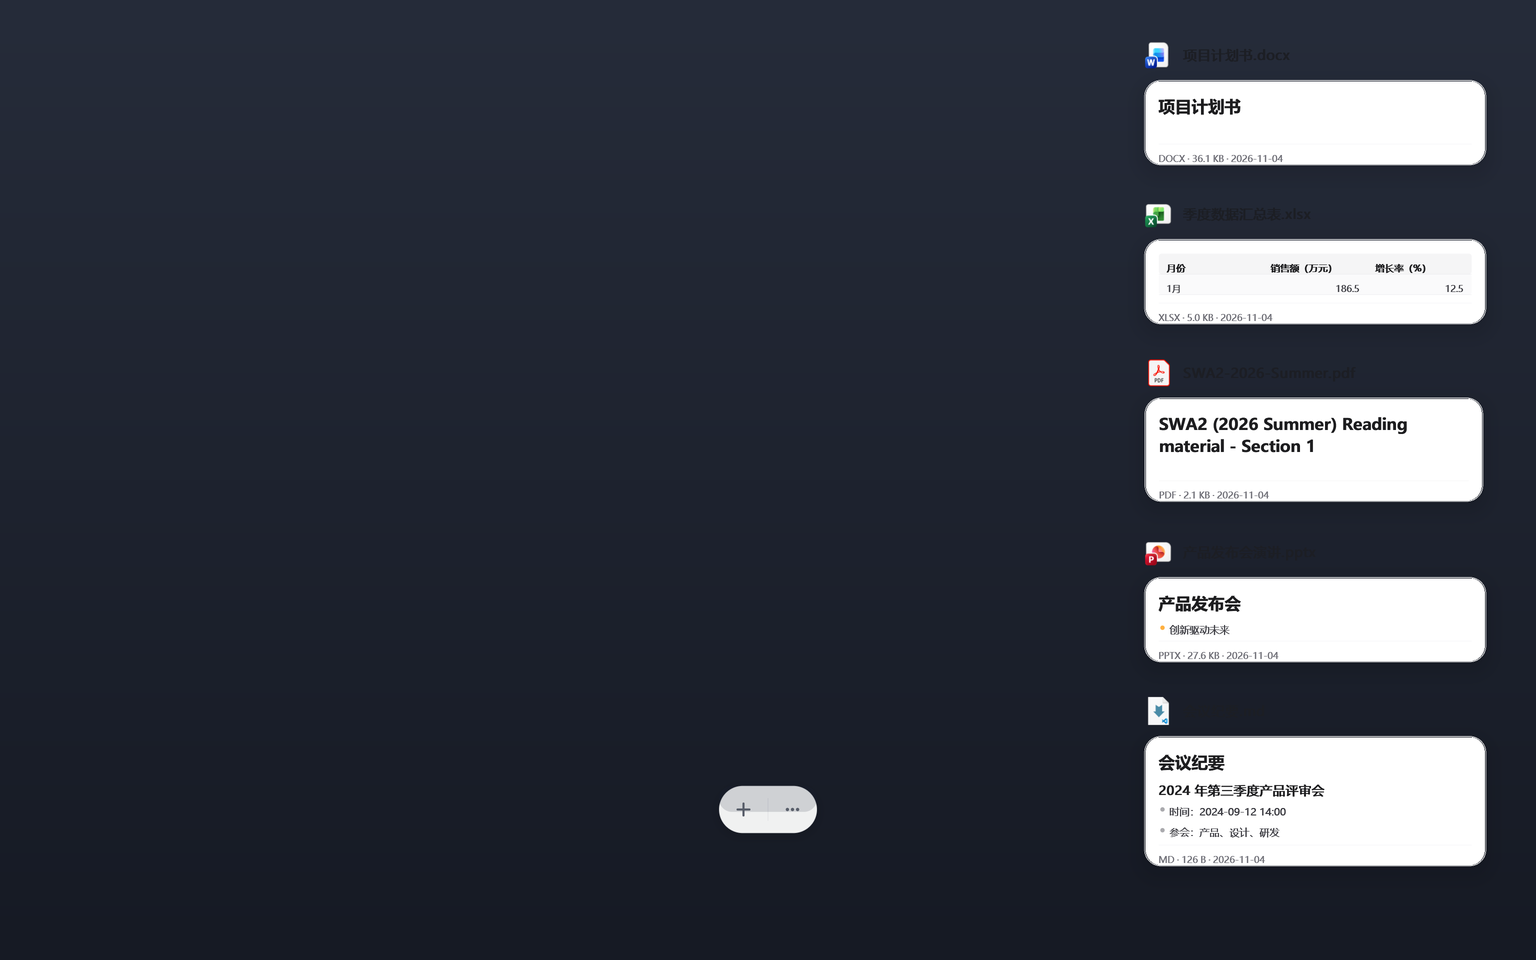 项目计划书.docx
项目计划书
DOCX · 36.1 KB · 2026-11-04
季度数据汇总表.xlsx
月份 销售额（万元） 增长率（%）
1月 186.5 12.5
XLSX · 5.0 KB · 2026-11-04
SWA2-2026-Summer.pdf
SWA2 (2026 Summer) Reading
material - Section 1
PDF · 2.1 KB · 2026-11-04
产品发布会
创新驱动未来
PPTX · 27.6 KB · 2026-11-04
会议纪要
2024 年第三季度产品评审会
时间：2024-09-12 14:00
参会：产品、设计、研发
MD · 126 B · 2026-11-04